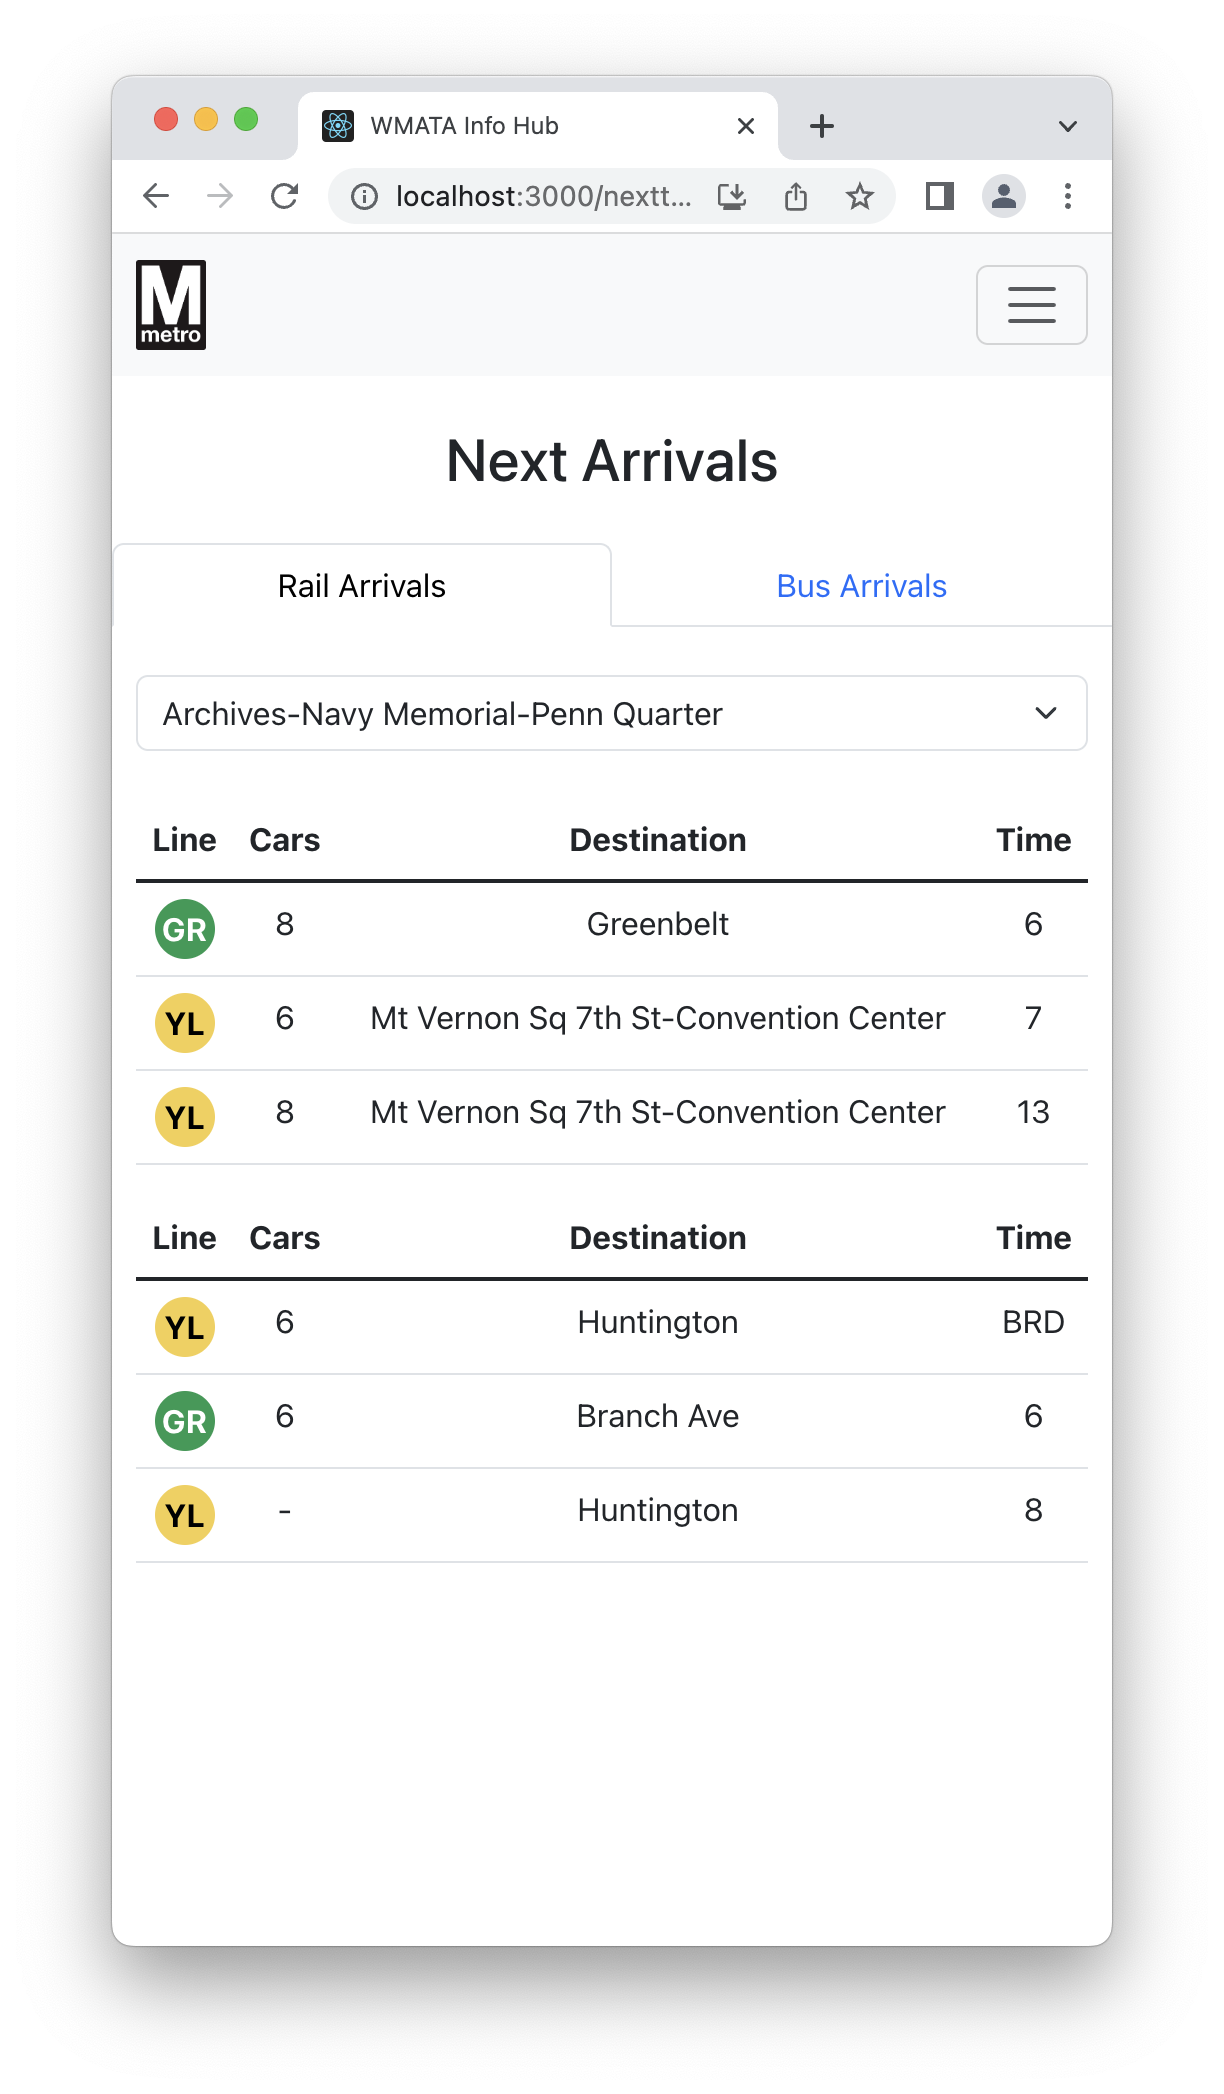 WMATA Info Hub
localhost:3000/nextt...
M
metro
Next Arrivals
Rail Arrivals Bus Arrivals
Archives-Navy Memorial-Penn Quarter
Line Cars Destination Time
GR 8 Greenbelt 6
YL 6 Mt Vernon Sq 7th St-Convention Center 7
YL 8 Mt Vernon Sq 7th St-Convention Center 13
Line Cars Destination Time
YL 6 Huntington BRD
GR 6 Branch Ave 6
YL - Huntington 8